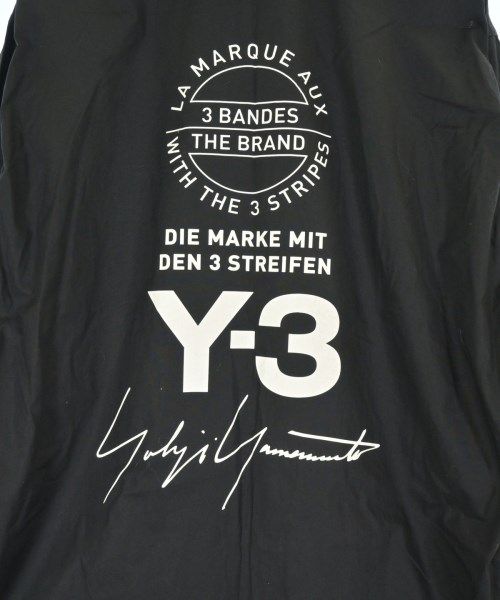 LA MARQUE AUX
3 BANDES
THE BRAND
WITH THE 3 STRIPES
DIE MARKE MIT
DEN 3 STREIFEN
Y-3
Yohji Yamamoto